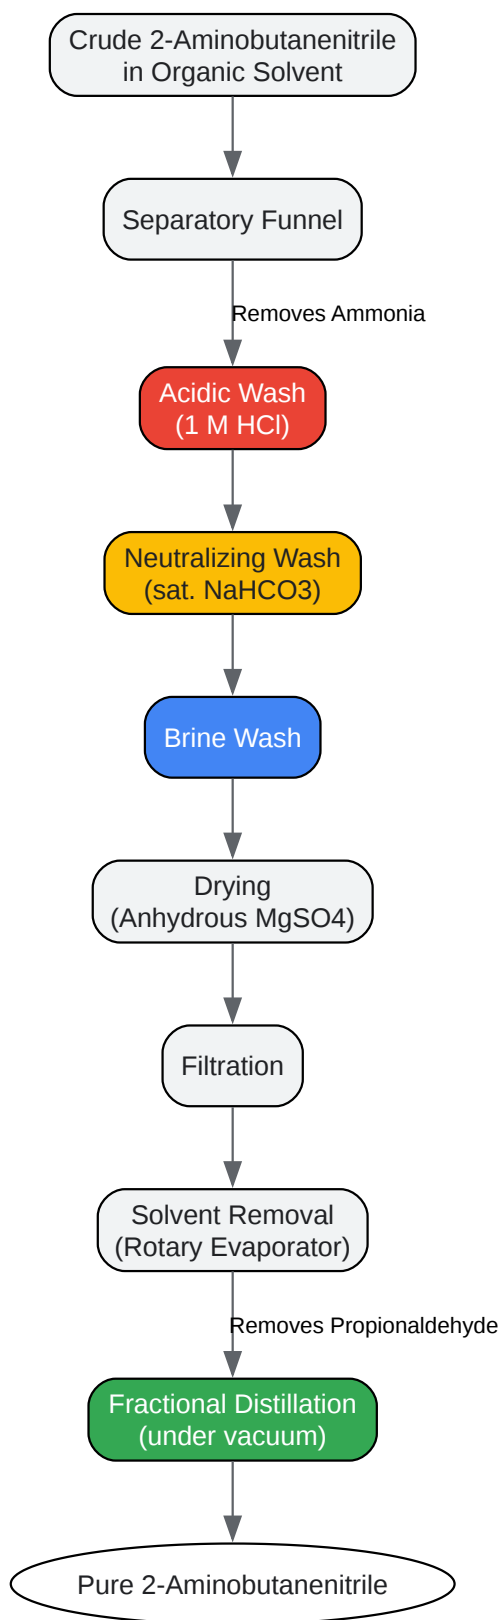 Crude 2-Aminobutanenitrile
in Organic Solvent
Separatory Funnel
Removes Ammonia
Acidic Wash
(1 M HCl)
Neutralizing Wash
(sat. NaHCO3)
Brine Wash
Drying
(Anhydrous MgSO4)
Filtration
Solvent Removal
(Rotary Evaporator)
Removes Propionaldehyde
Fractional Distillation
(under vacuum)
Pure 2-Aminobutanenitrile